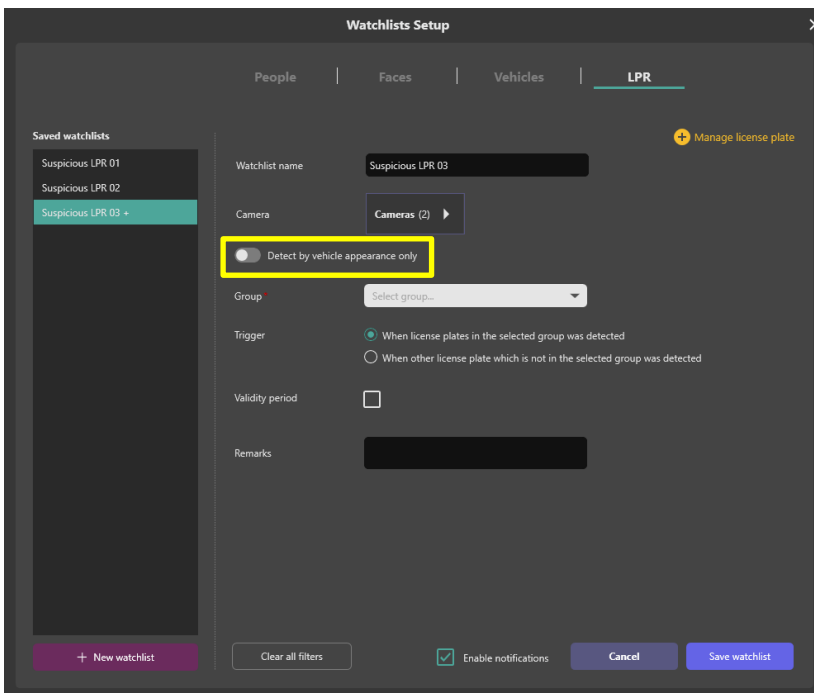 Watchlists Setup
People
Faces
Vehicles
LPR
Saved watchlists
Manage license plate
Suspicious LPR 01
Suspicious LPR 02
Suspicious LPR 03 +
Watchlist name
Suspicious LPR 03
Camera
Cameras (2)
Detect by vehicle appearance only
Group
Select group...
Trigger
When license plates in the selected group was detected
When other license plate which is not in the selected group was detected
Validity period
Remarks
+ New watchlist
Clear all filters
Enable notifications
Cancel
Save watchlist